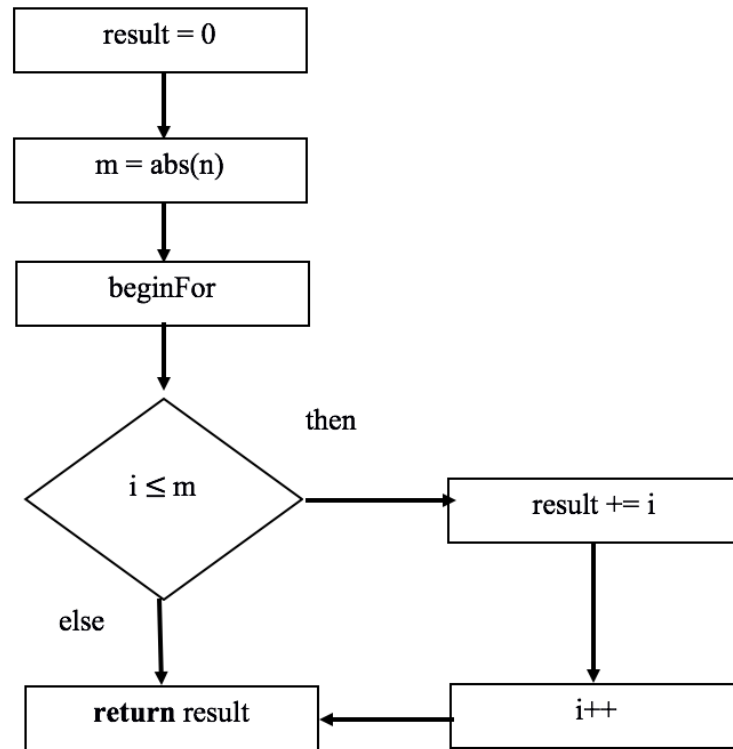 result = 0
m = abs(n)
beginFor
then
i ≤ m
result += i
else
return result
i++